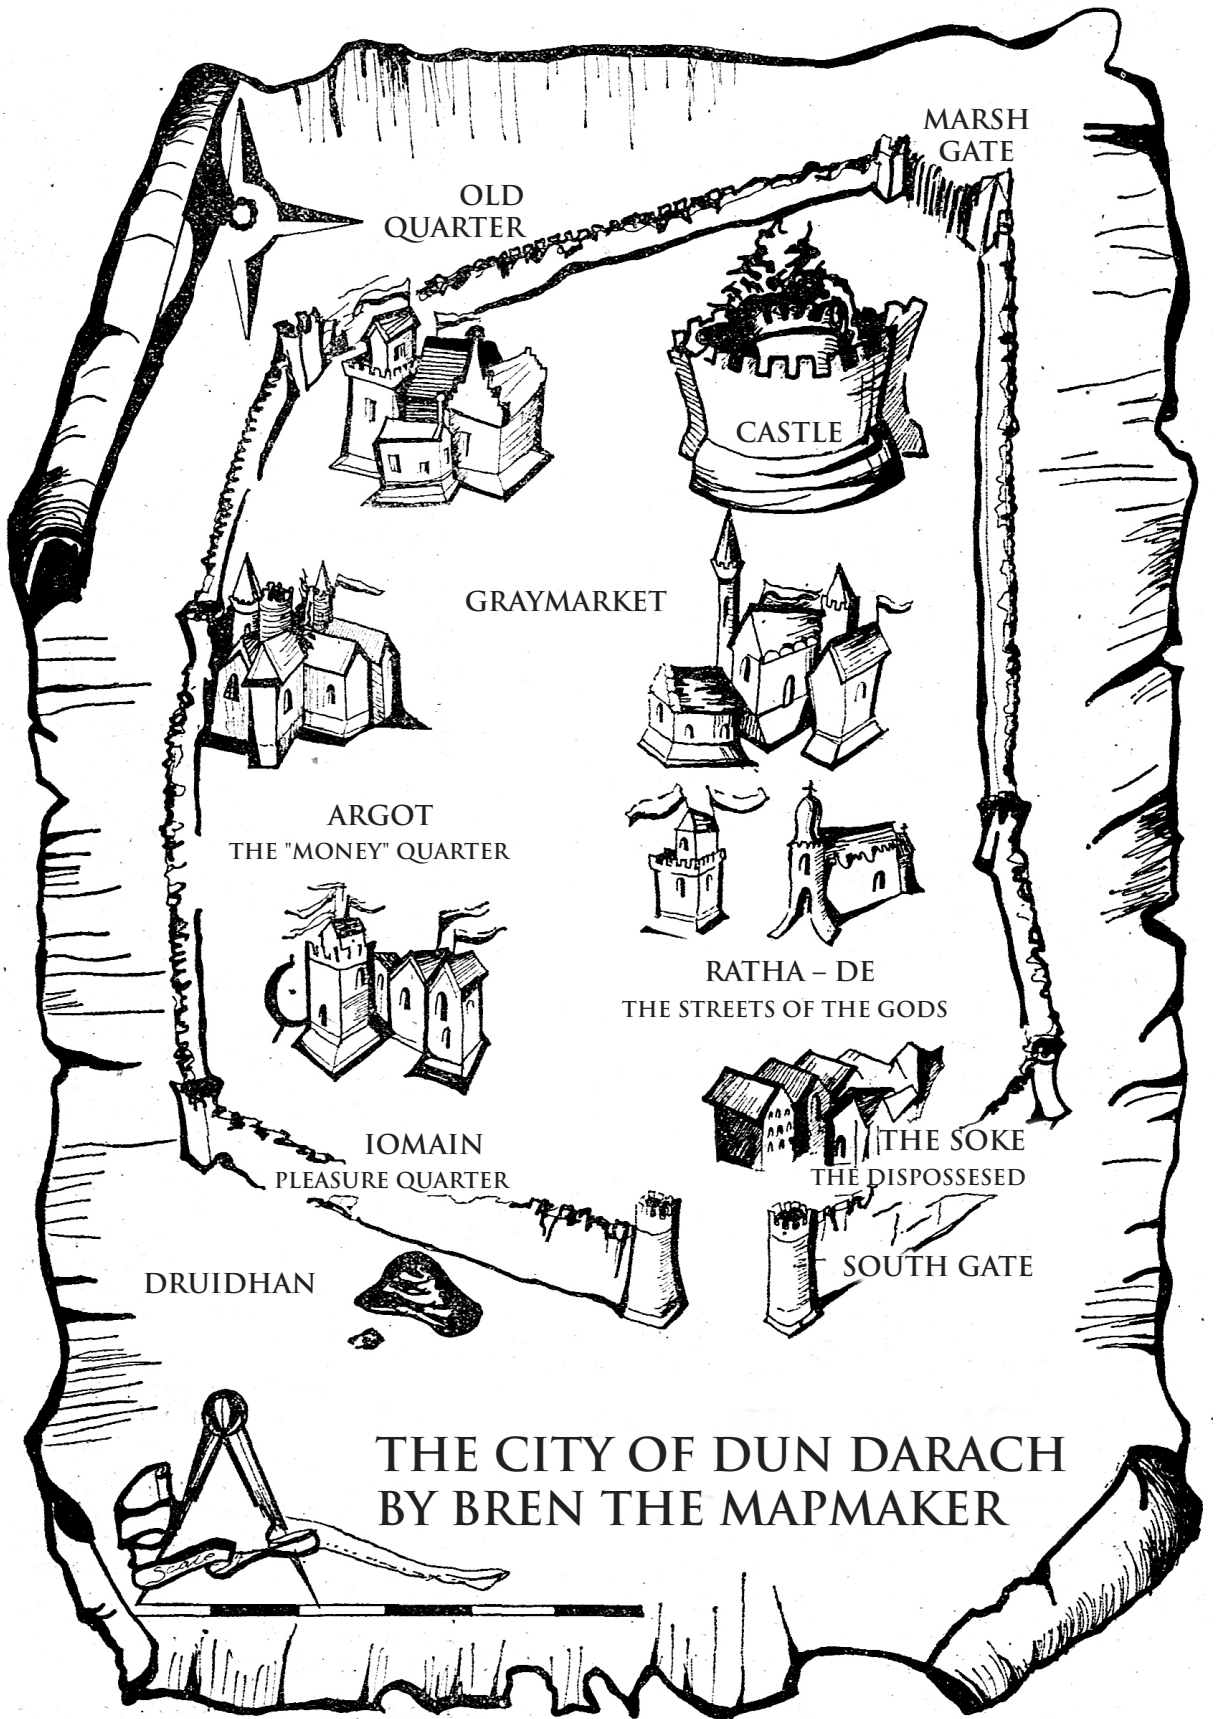 MARSH
GATE
OLD
QUARTER
CASTLE
GRAYMARKET
ARGOT
THE "MONEY" QUARTER
RATHA – DE
THE STREETS OF THE GODS
IOMAIN
PLEASURE QUARTER
THE SOKE
THE DISPOSSESED
SOUTH GATE
DRUIDHAN
THE CITY OF DUN DARACH
BY BREN THE MAPMAKER
Scale